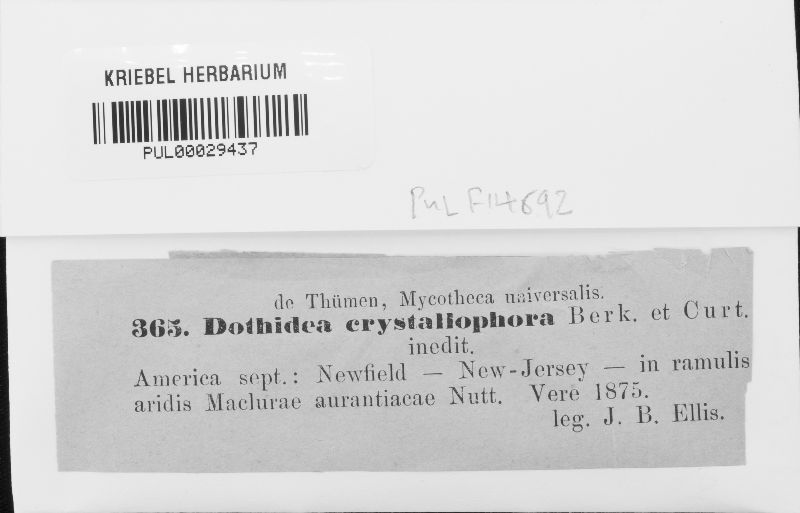 KRIEBEL HERBARIUM
PUL00029437
PUL F14692
de Thümen, Mycotheca universalis.
365. Dothidea crystallophora Berk. et Curt.
inedit.
America sept.: Newfield — New-Jersey — in ramulis
aridis Maclurae aurantiacae Nutt. Vere 1875.
leg. J. B. Ellis.